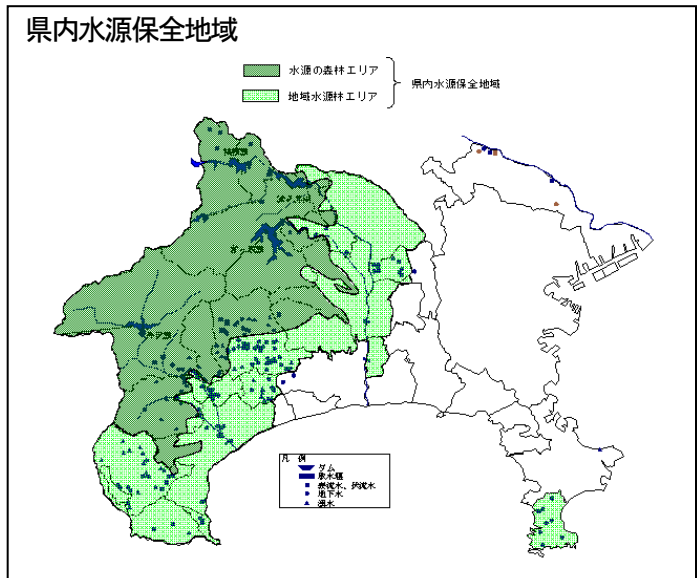 県内水源保全地域
水源の森林エリア
地域水源林エリア
県内水源保全地域
凡 例
ダム
取水堰
表流水、伏流水
地下水
湧水